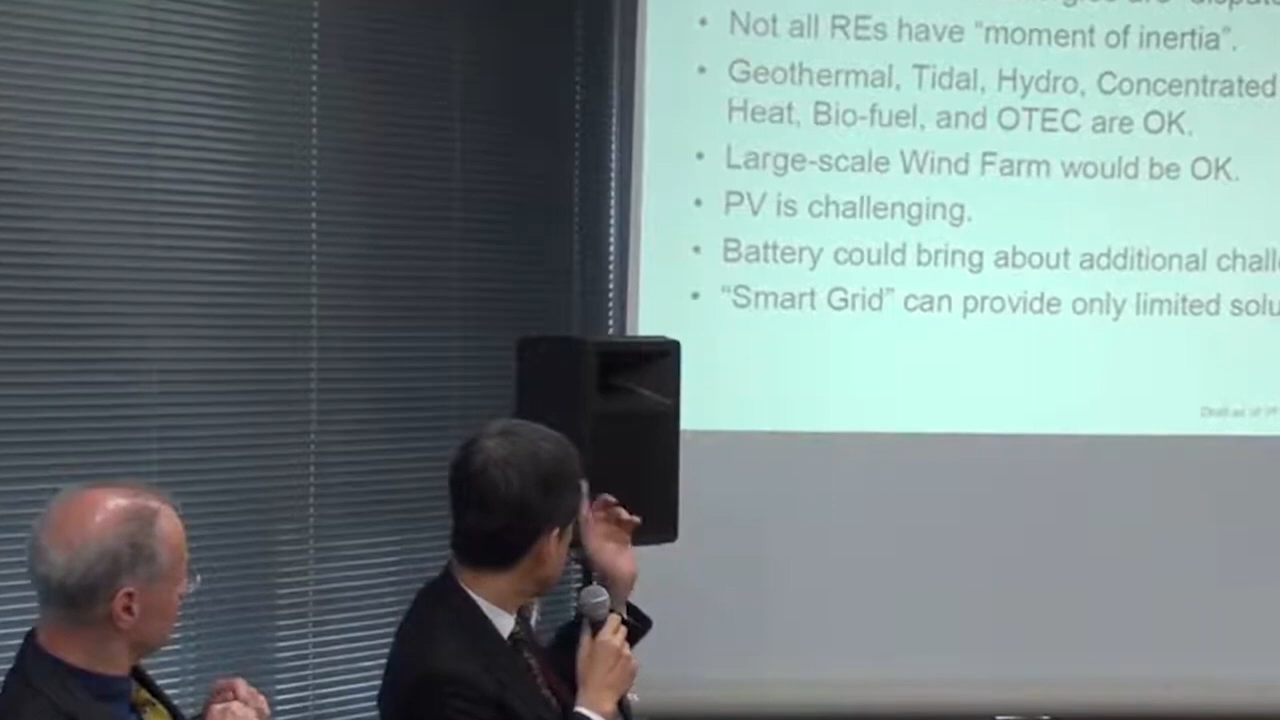 • Not all REs have “moment of inertia”.
• Geothermal, Tidal, Hydro, Concentrated
Heat, Bio-fuel, and OTEC are OK.
• Large-scale Wind Farm would be OK.
• PV is challenging.
• Battery could bring about additional
• “Smart Grid” can provide only limited